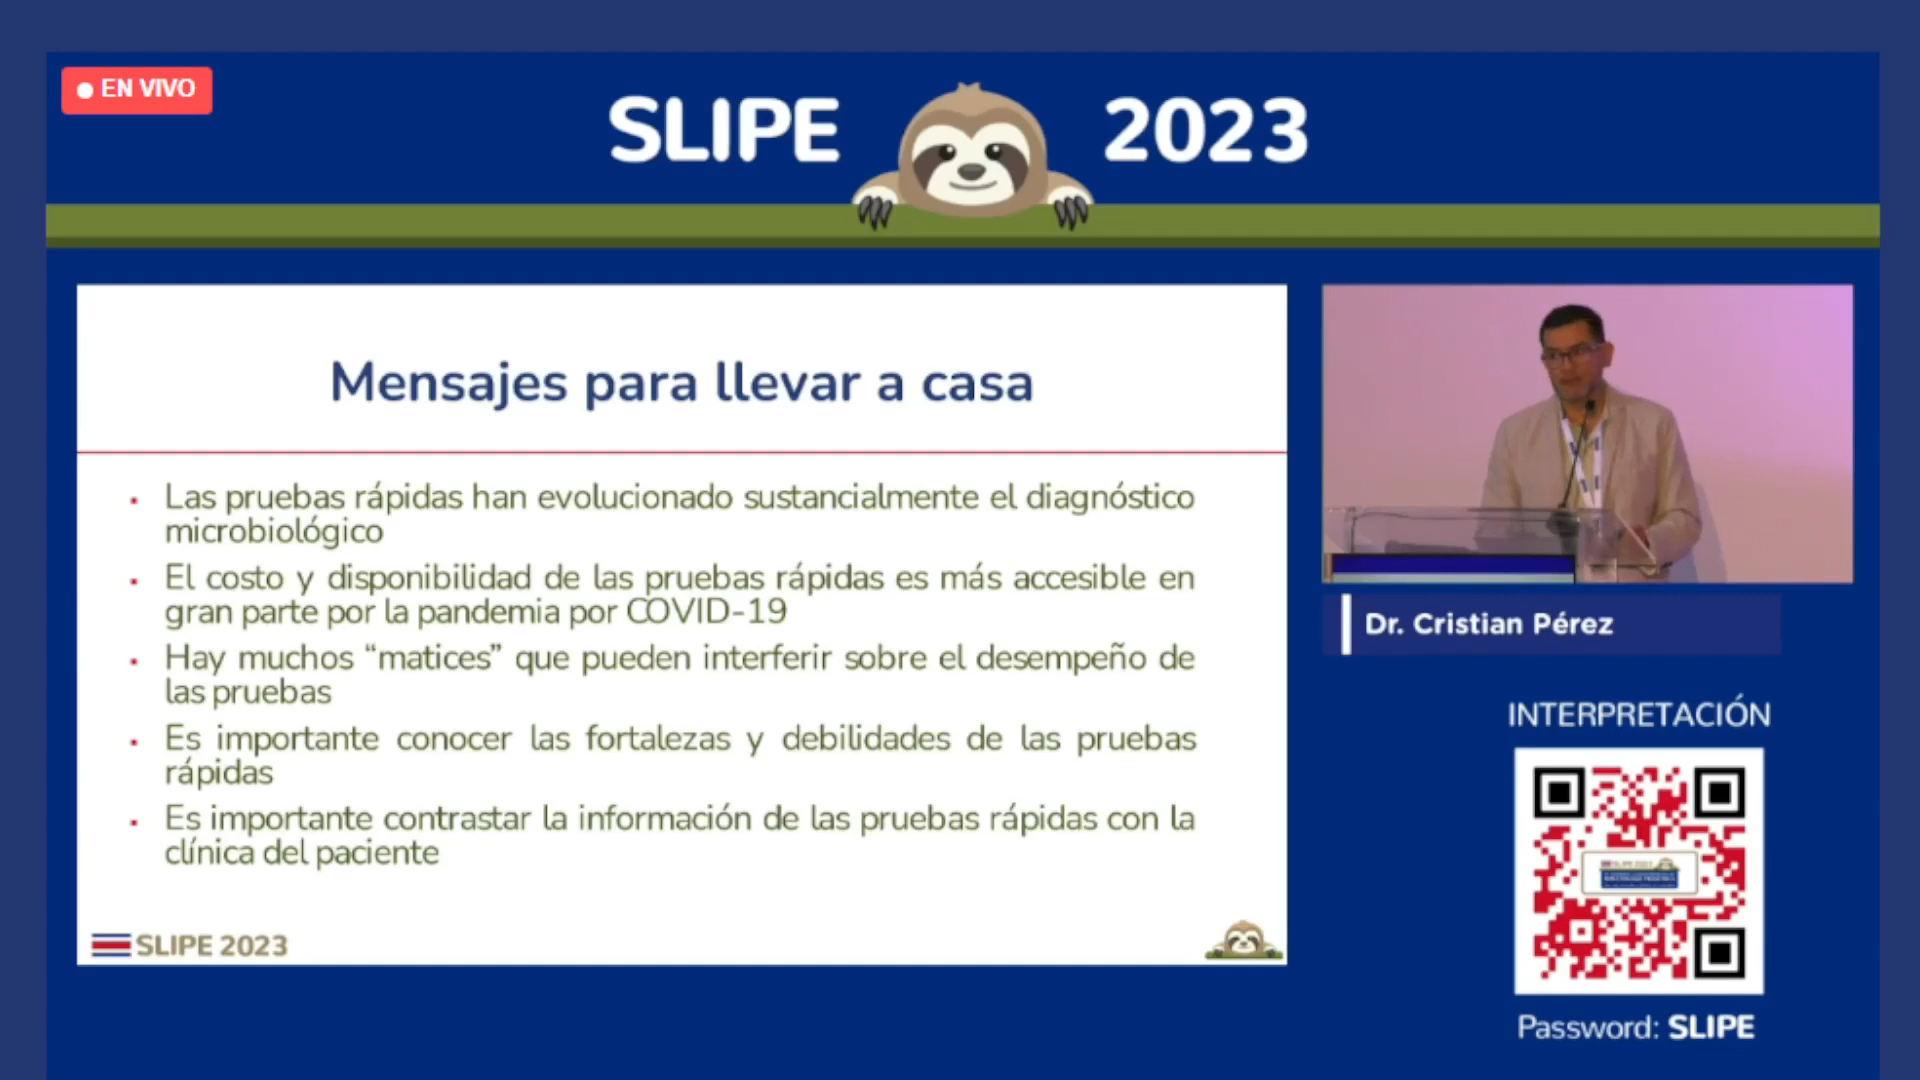 EN VIVO
SLIPE 2023
Mensajes para llevar a casa
Las pruebas rápidas han evolucionado sustancialmente el diagnóstico
microbiológico
El costo y disponibilidad de las pruebas rápidas es más accesible en
gran parte por la pandemia por COVID-19
Hay muchos “matices” que pueden interferir sobre el desempeño de
las pruebas
Es importante conocer las fortalezas y debilidades de las pruebas
rápidas
Es importante contrastar la información de las pruebas rápidas con la
clínica del paciente
SLIPE 2023
Dr. Cristian Pérez
INTERPRETACIÓN
Password: SLIPE